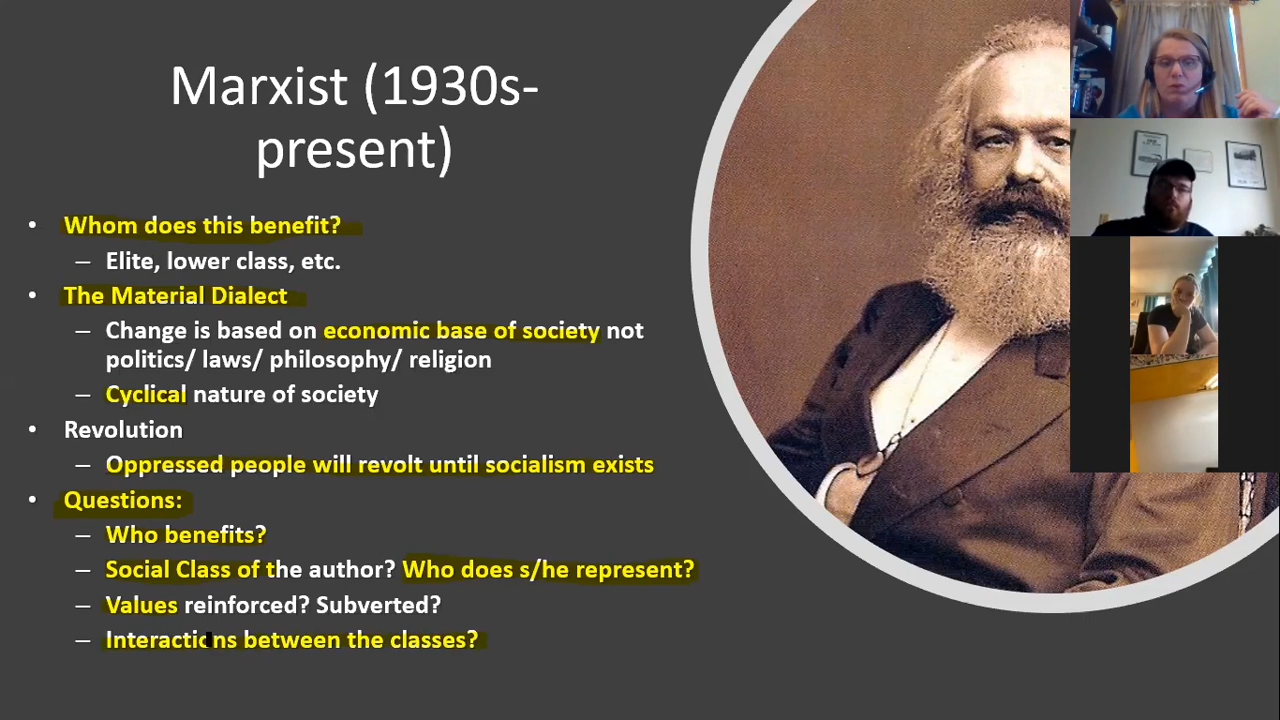 Marxist (1930s-
present)
• Whom does this benefit?
– Elite, lower class, etc.
• The Material Dialect
– Change is based on economic base of society not
politics/ laws/ philosophy/ religion
– Cyclical nature of society
• Revolution
– Oppressed people will revolt until socialism exists
• Questions:
– Who benefits?
– Social Class of the author? Who does s/he represent?
– Values reinforced? Subverted?
– Interactions between the classes?